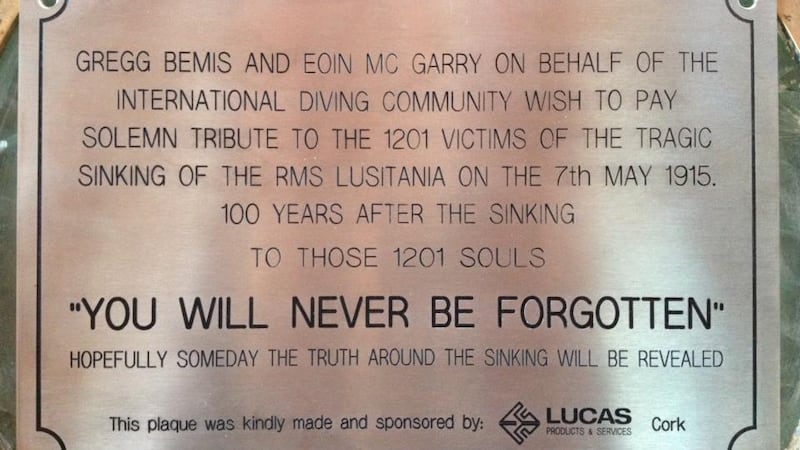 GREGG BEMIS AND EOIN MC GARRY ON BEHALF OF THE
INTERNATIONAL DIVING COMMUNITY WISH TO PAY
SOLEMN TRIBUTE TO THE 1201 VICTIMS OF THE TRAGIC
SINKING OF THE RMS LUSITANIA ON THE 7th MAY 1915.
100 YEARS AFTER THE SINKING
TO THOSE 1201 SOULS
"YOU WILL NEVER BE FORGOTTEN"
HOPEFULLY SOMEDAY THE TRUTH AROUND THE SINKING WILL BE REVEALED
This plaque was kindly made and sponsored by: LUCAS Cork
PRODUCTS & SERVICES